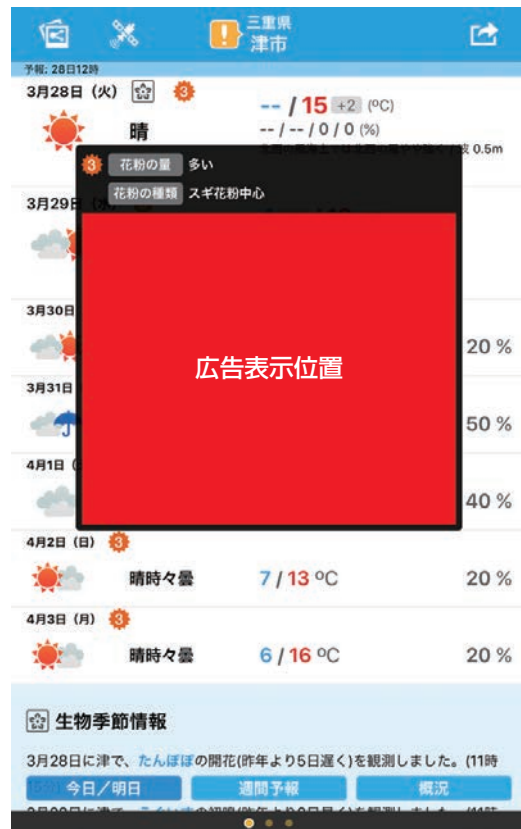 三重県
津市
予報: 28日12時
3月28日 (火) 3
-- / 15 +2 (ºC)
晴
-- / -- / 0 / 0 (%)
0.5m
3 花粉の量 多い
花粉の種類 スギ花粉中心
3月29日
広告表示位置
3月30日
20 %
3月31日
50 %
4月1日
40 %
4月2日 (日) 3
晴時々曇 7 / 13 ºC 20 %
4月3日 (月) 3
晴時々曇 6 / 16 ºC 20 %
生物季節情報
3月28日に津で、たんぽぽの開花(昨年より5日遅く)を観測しました。(11時
今日／明日 週間予報 概況